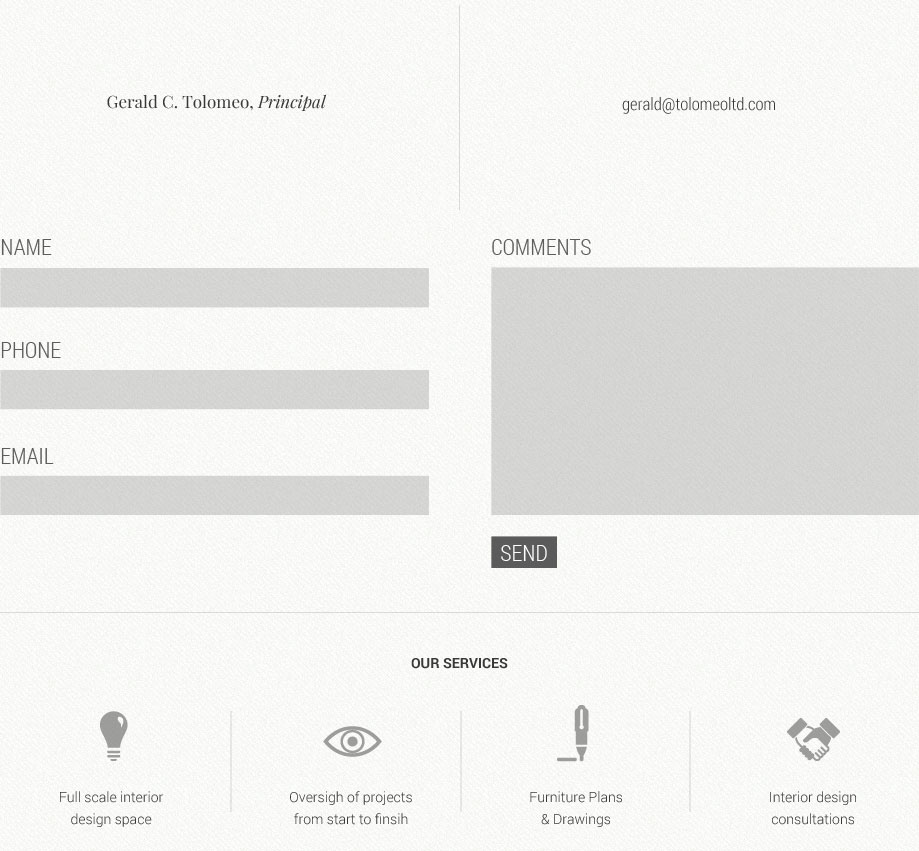 Gerald C. Tolomeo, Principal
gerald@tolomeoltd.com
NAME
PHONE
EMAIL
COMMENTS
SEND
OUR SERVICES
Full scale interior
design space
Oversigh of projects
from start to finsih
Furniture Plans
& Drawings
Interior design
consultations